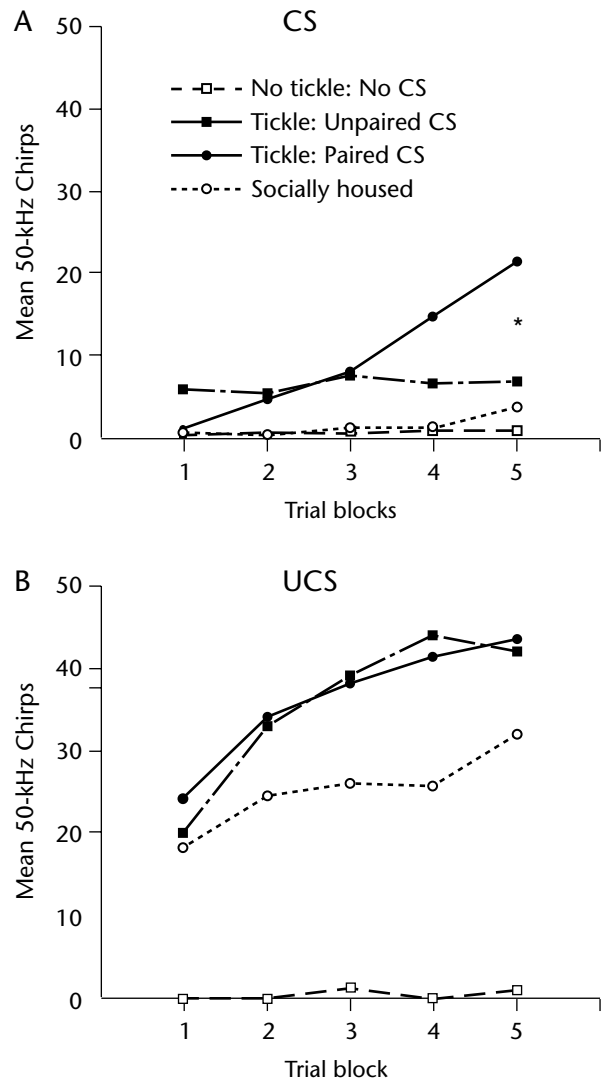 A
CS
50
40
30
20
10
0
Mean 50-kHz Chirps
No tickle: No CS
Tickle: Unpaired CS
Tickle: Paired CS
Socially housed
*
1 2 3 4 5
Trial blocks
B
UCS
50
40
30
20
10
0
Mean 50-kHz Chirps
1 2 3 4 5
Trial block